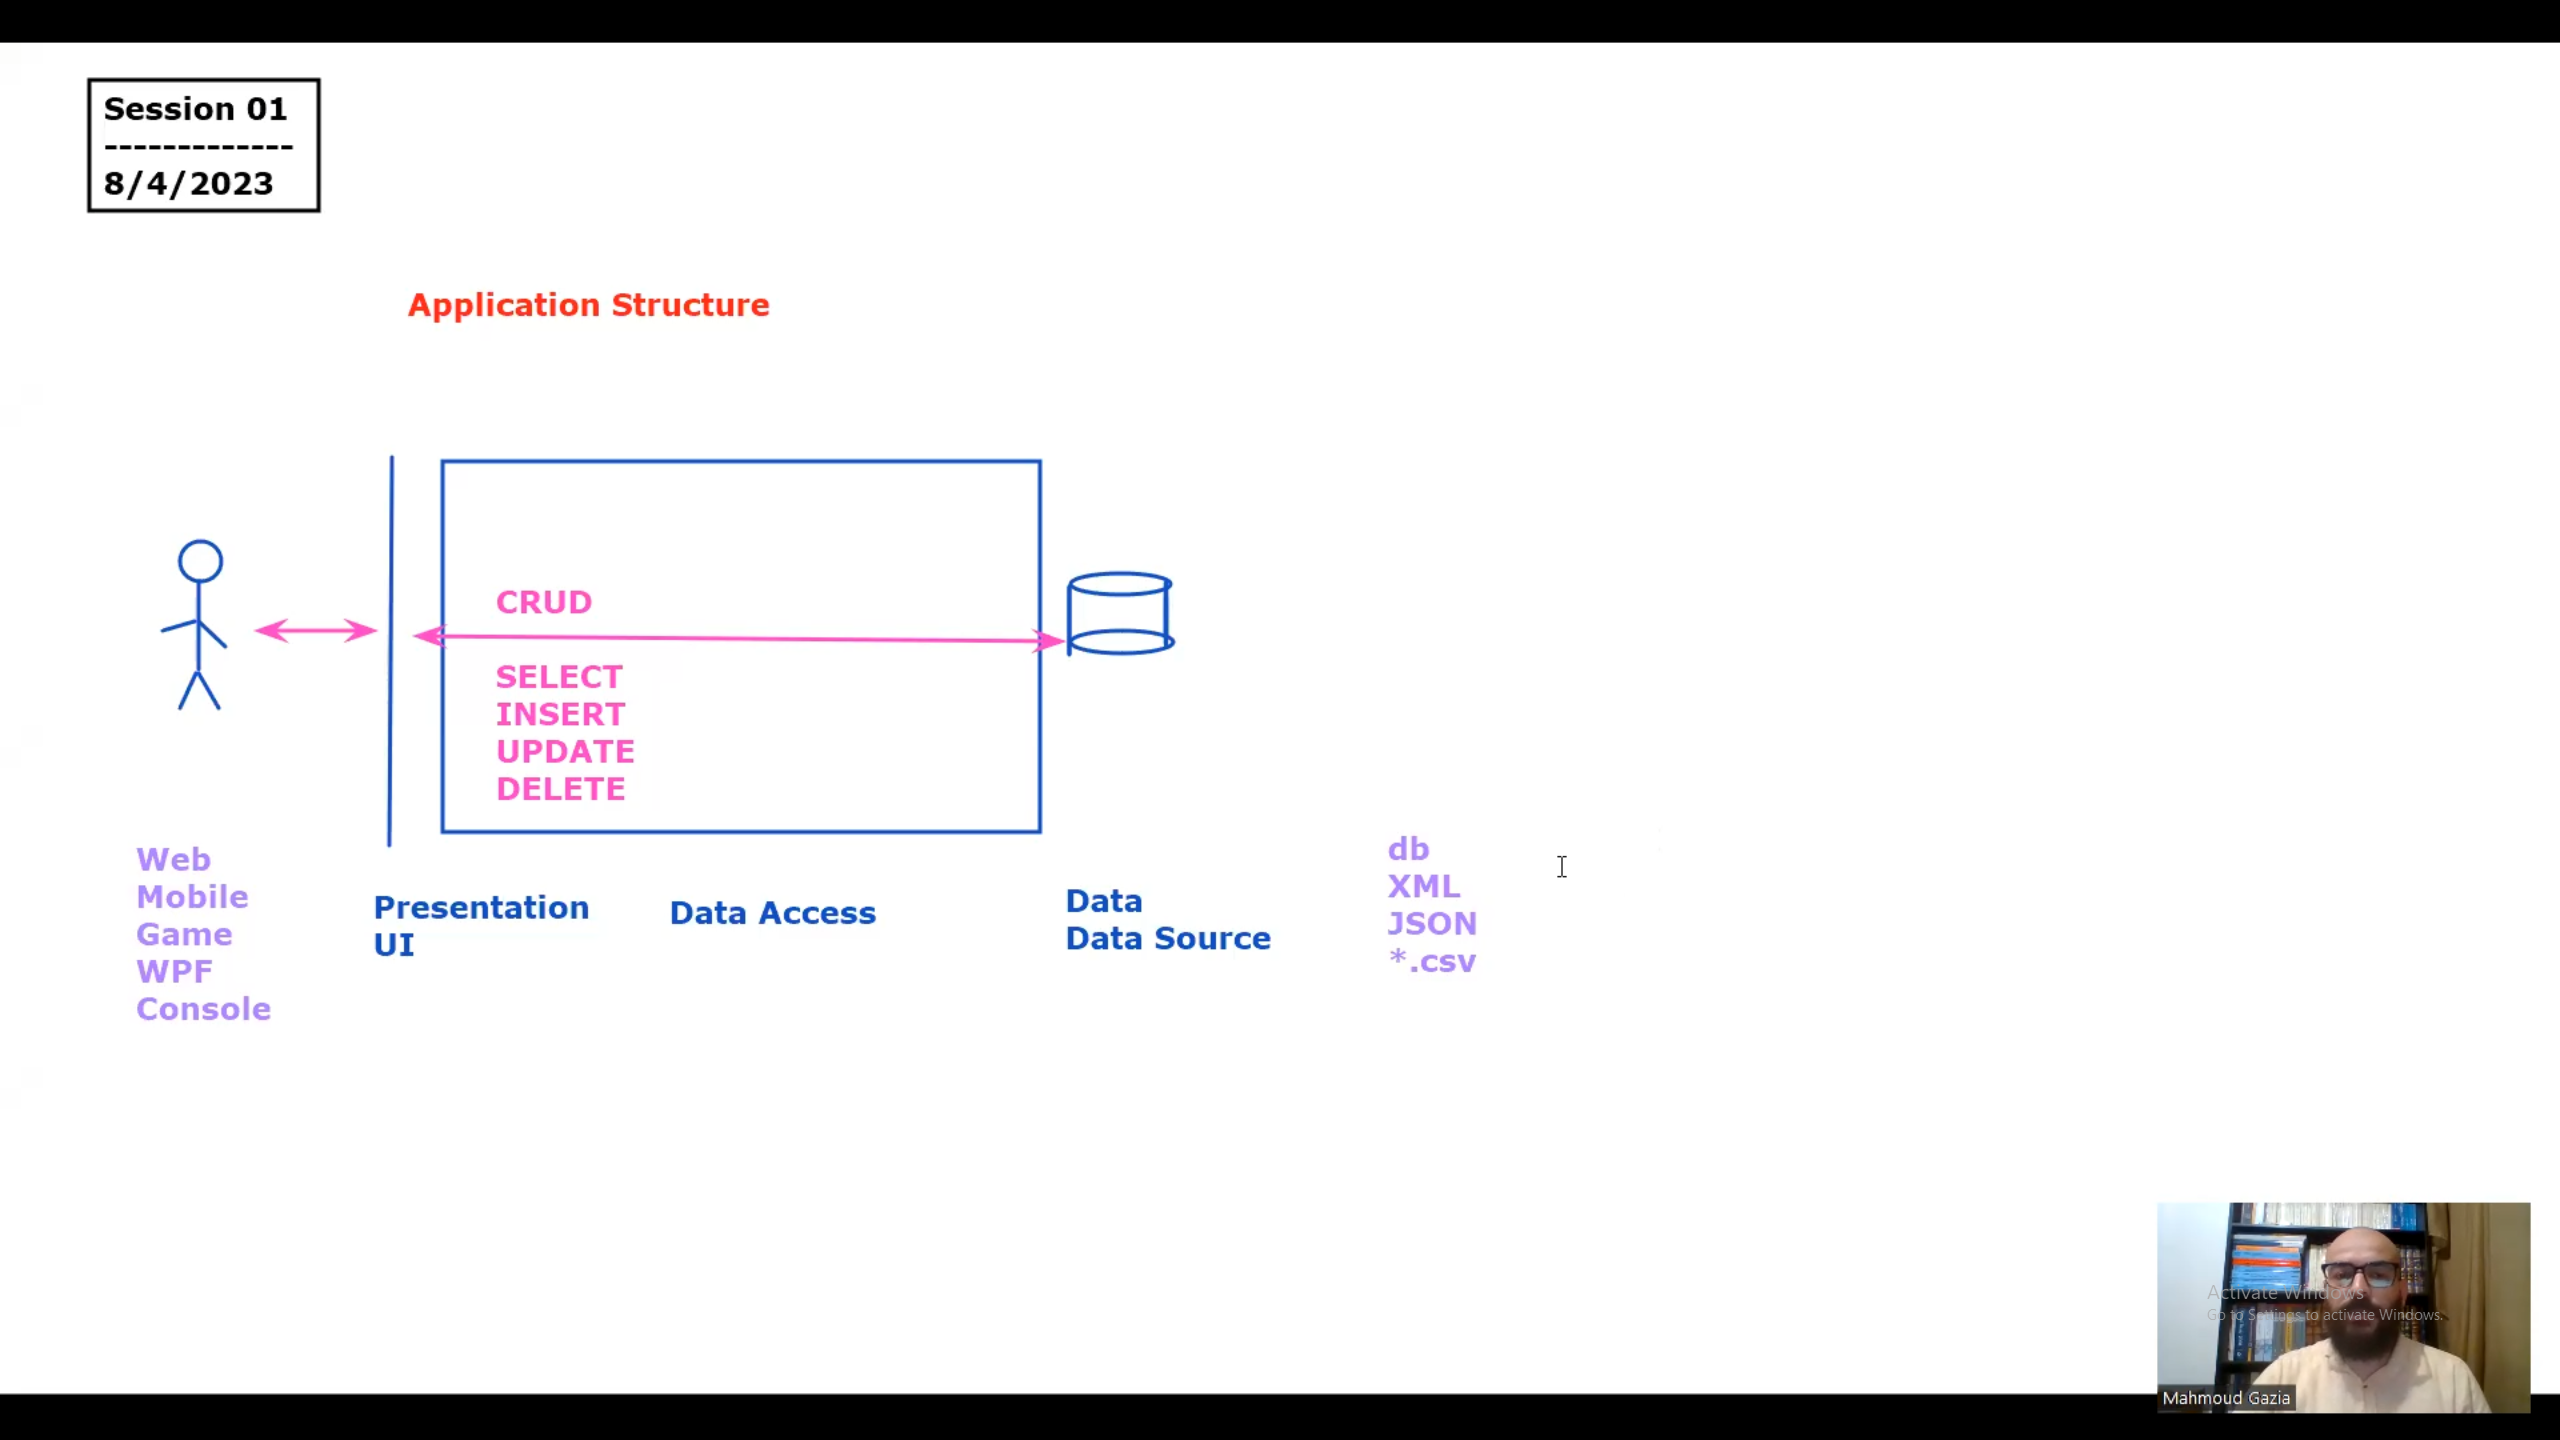 Session 01
-------------
8/4/2023
Application Structure
CRUD
SELECT
INSERT
UPDATE
DELETE
Web
Mobile
Game
WPF
Console
Presentation
UI
Data Access
Data
Data Source
db
XML
JSON
*.csv
Activate Windows
Go to Settings to activate Windows.
Mahmoud Gazia